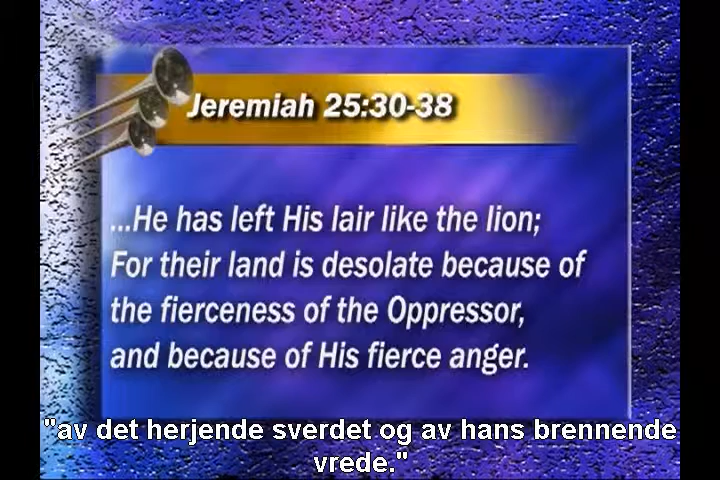 Jeremiah 25:30-38
...He has left His lair like the lion;
For their land is desolate because of
the fierceness of the Oppressor,
and because of His fierce anger.
"av det herjende sverdet og av hans brennende
vrede."